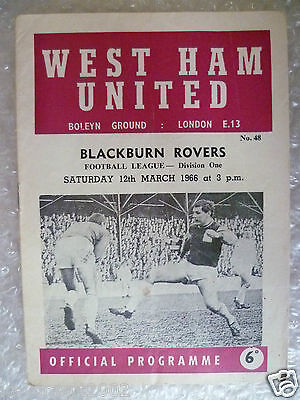 WEST HAM
UNITED
BOLEYN GROUND : LONDON E.13
No. 48
BLACKBURN ROVERS
FOOTBALL LEAGUE — Division One
SATURDAY 12th MARCH 1966 at 3 p.m.
OFFICIAL PROGRAMME
6D